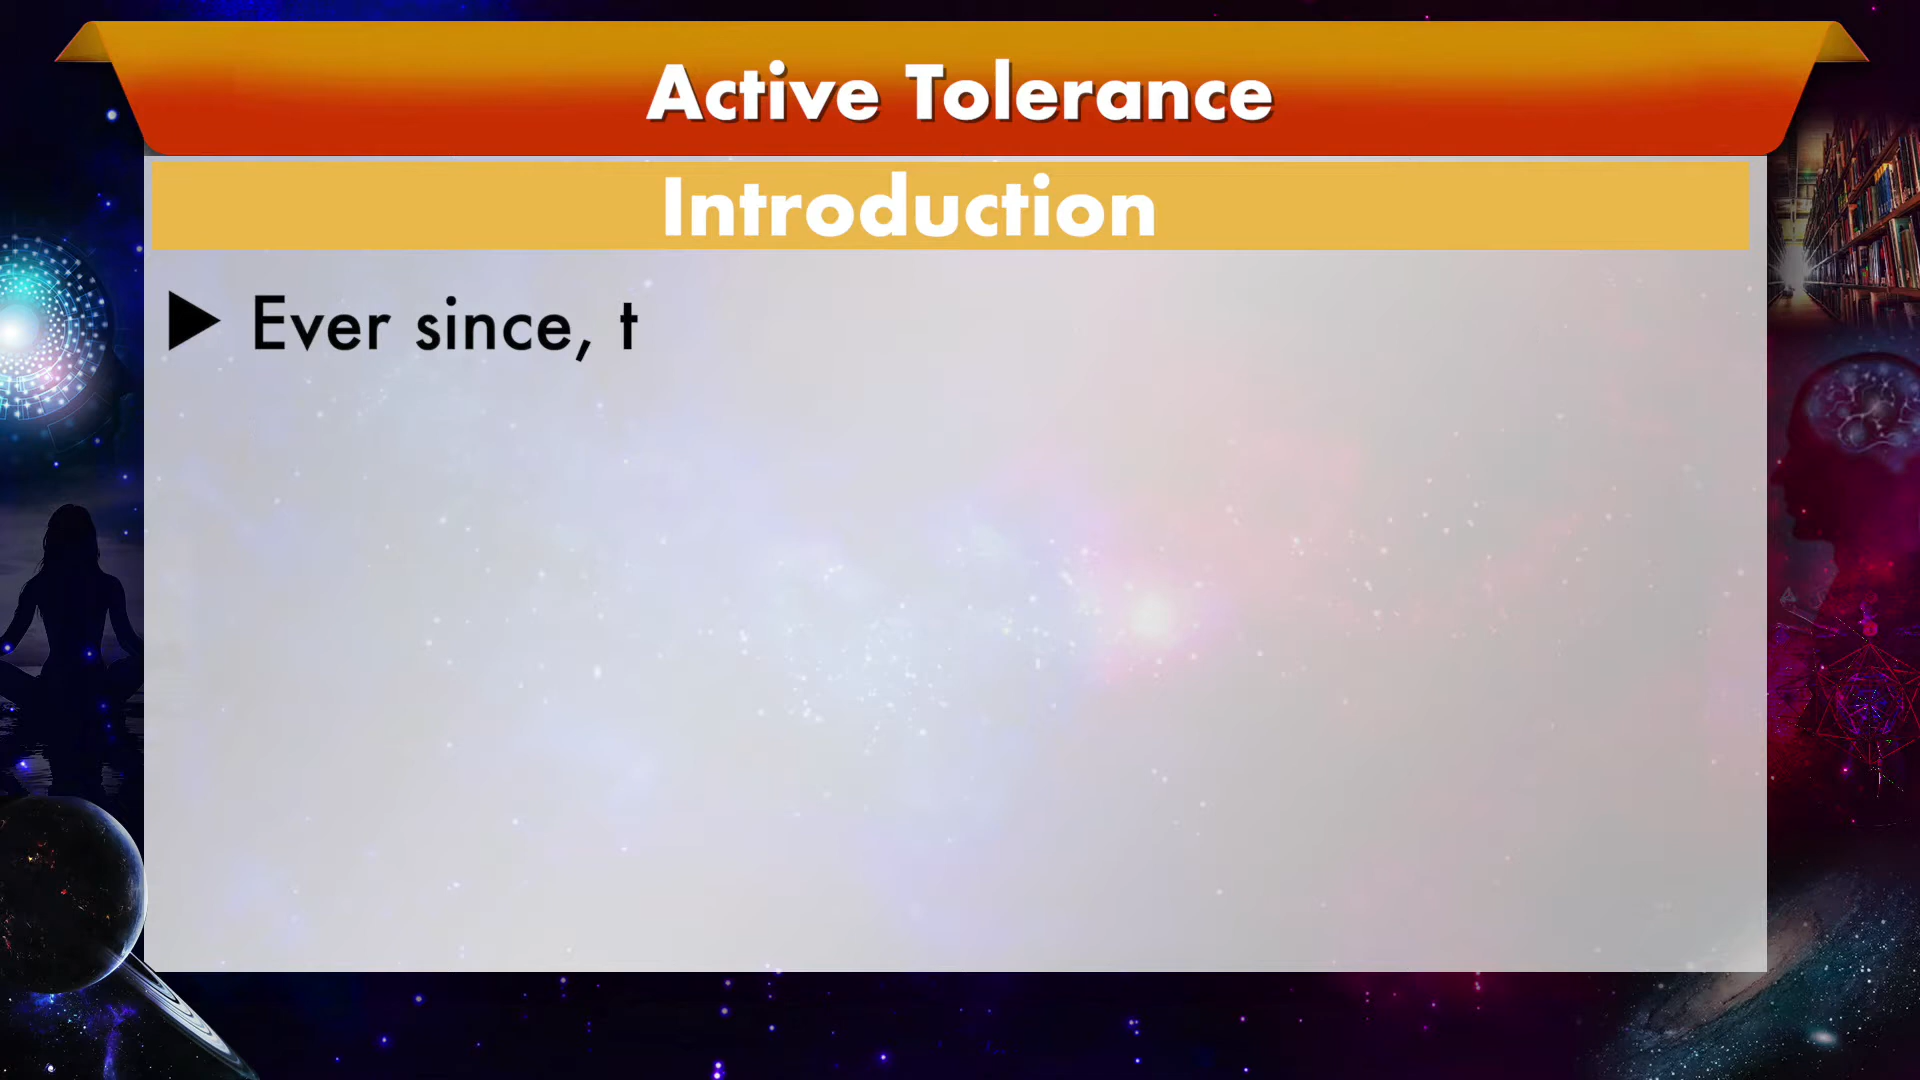 Active Tolerance
Introduction
▶ Ever since, t